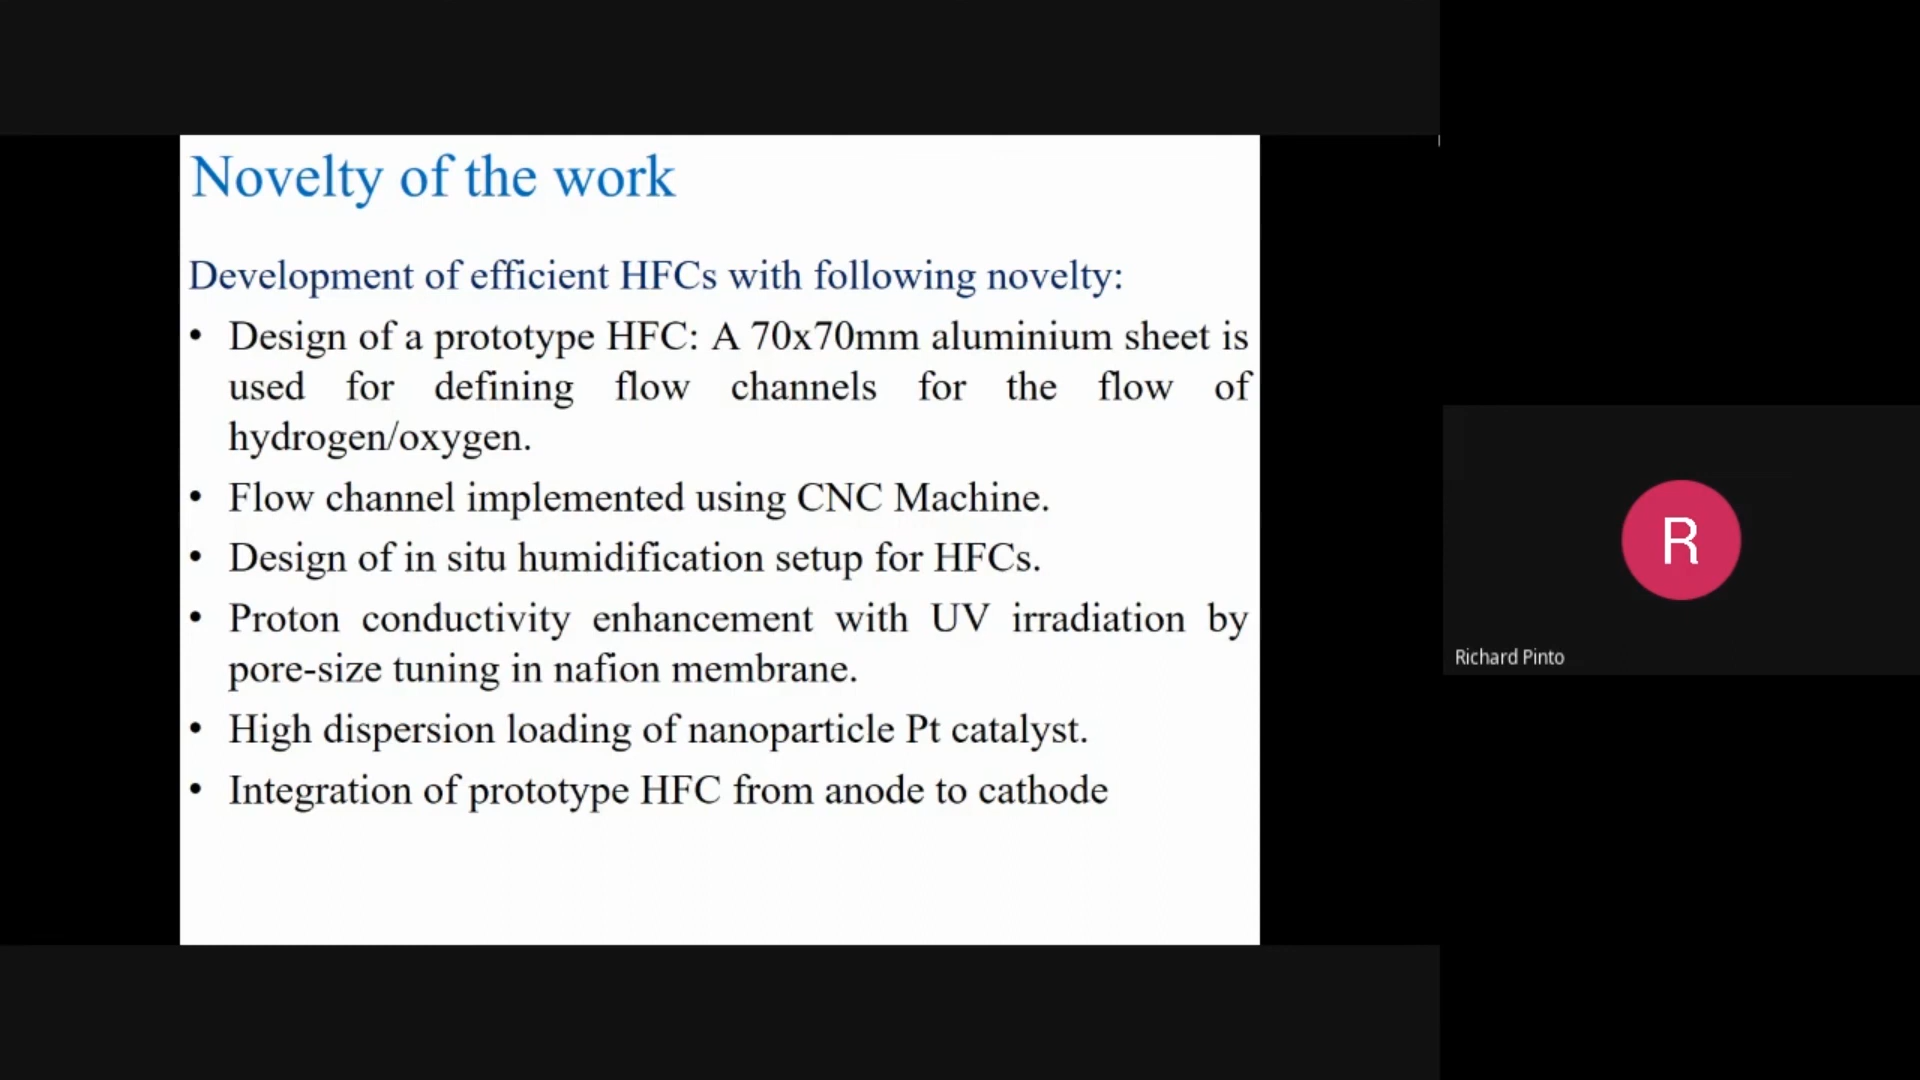 Novelty of the work
Development of efficient HFCs with following novelty:
• Design of a prototype HFC: A 70x70mm aluminium sheet is
used for defining flow channels for the flow of
hydrogen/oxygen.
• Flow channel implemented using CNC Machine.
• Design of in situ humidification setup for HFCs.
• Proton conductivity enhancement with UV irradiation by
pore-size tuning in nafion membrane.
• High dispersion loading of nanoparticle Pt catalyst.
• Integration of prototype HFC from anode to cathode
R
Richard Pinto